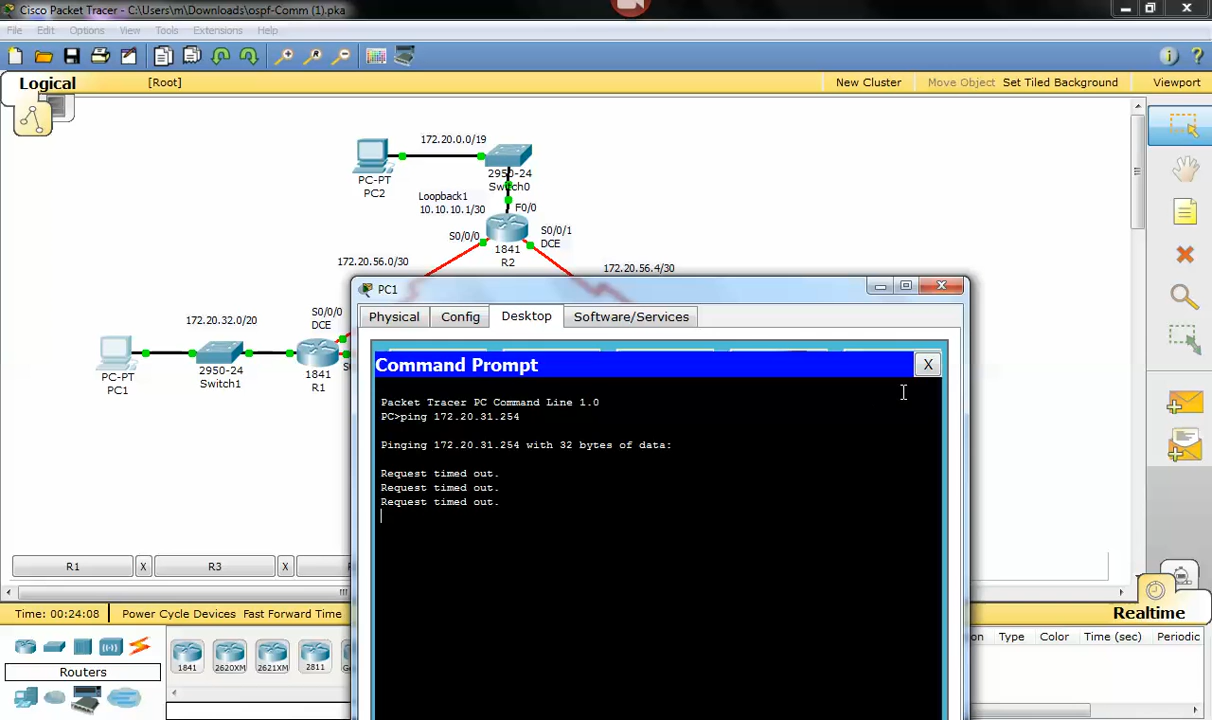 Cisco Packet Tracer - C:\Users\m\Downloads\ospf-Comm (1).pka
File Edit Options View Tools Extensions Help
Logical [Root] New Cluster Move Object Set Tiled Background Viewport
172.20.0.0/19
PC-PT
PC2
2950-24
Switch0
Loopback1
10.10.10.1/30
F0/0
S0/0/0
S0/0/1
DCE
1841
R2
172.20.56.0/30
172.20.56.4/30
172.20.32.0/20
S0/0/0
DCE
PC-PT
PC1
2950-24
Switch1
1841
R1
PC1
Physical Config Desktop Software/Services
Command Prompt X
Packet Tracer PC Command Line 1.0
PC>ping 172.20.31.254
Pinging 172.20.31.254 with 32 bytes of data:
Request timed out.
Request timed out.
Request timed out.
R1 X R3 X
Time: 00:24:08 Power Cycle Devices Fast Forward Time Realtime
Routers
1841 2620XM 2621XM 2811
Type Color Time (sec) Periodic